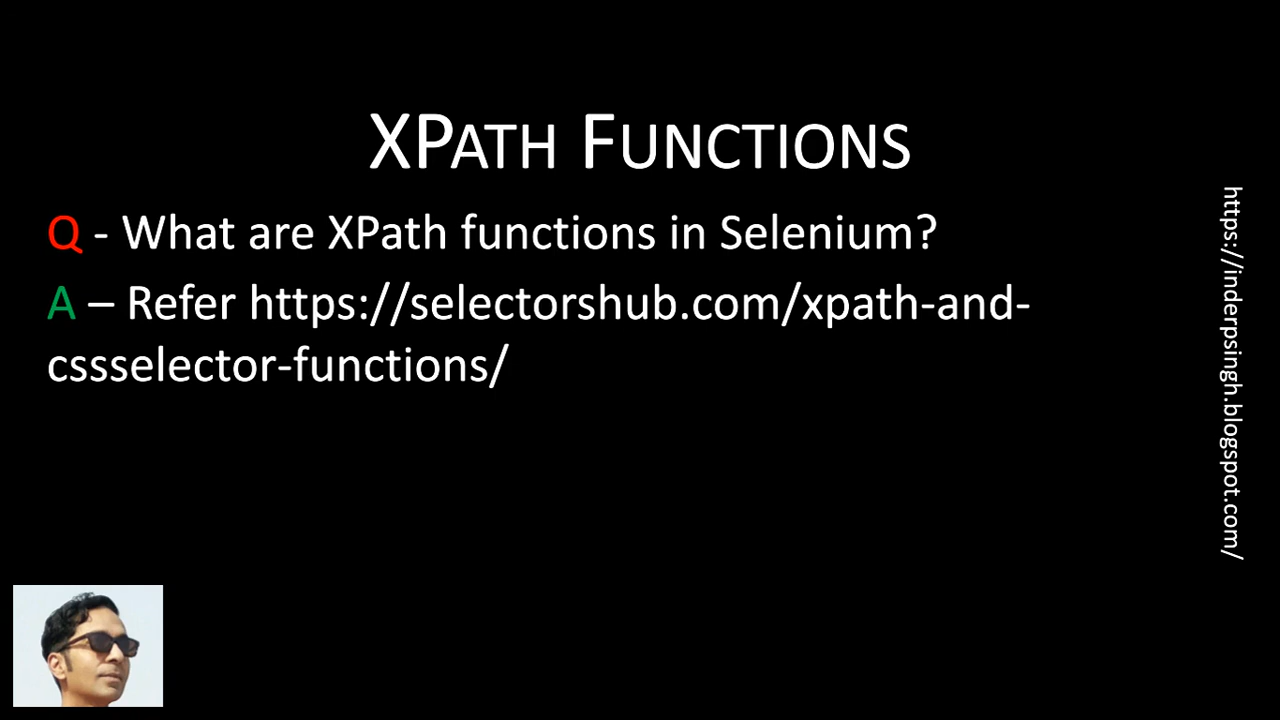 XPATH FUNCTIONS
Q - What are XPath functions in Selenium?
A – Refer https://selectorshub.com/xpath-and-
cssselector-functions/
https://inderpsingh.blogspot.com/